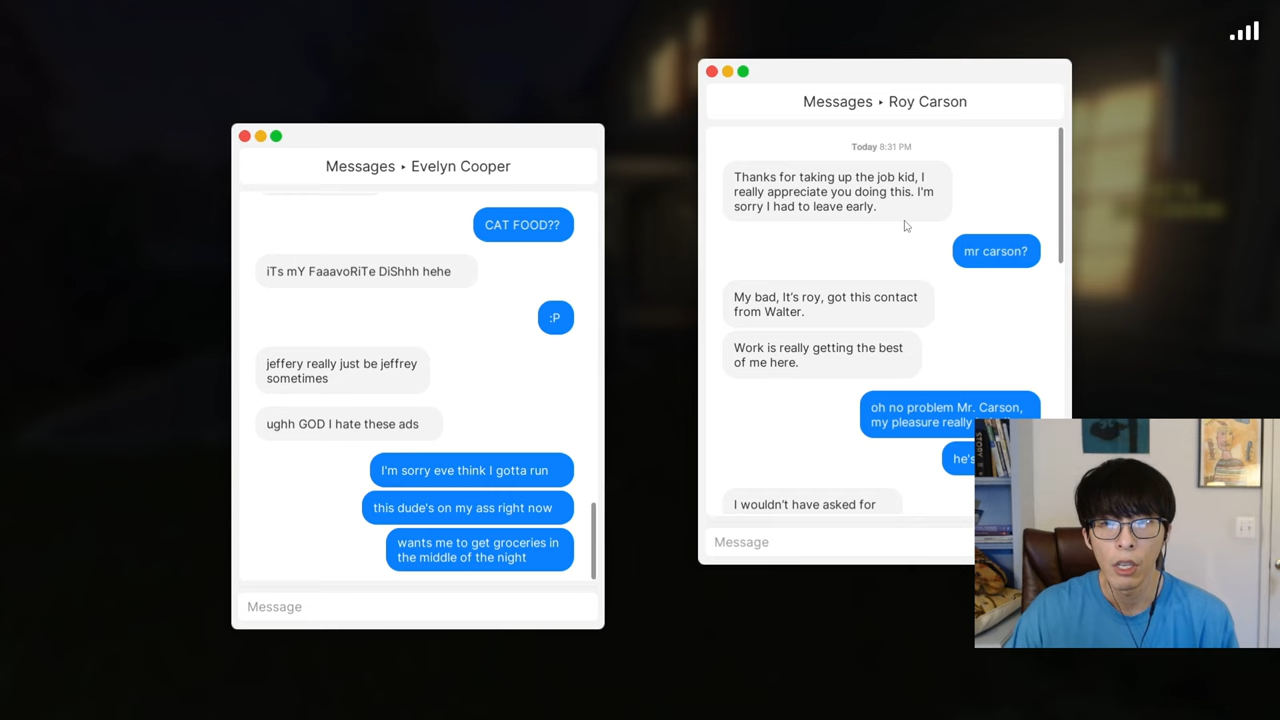 Messages ‣ Evelyn Cooper
CAT FOOD??
iTs mY FaaavoRiTe DiShhh hehe
:P
jeffery really just be jeffrey
sometimes
ughh GOD I hate these ads
I'm sorry eve think I gotta run
this dude's on my ass right now
wants me to get groceries in
the middle of the night
Message
Messages ‣ Roy Carson
Today 8:31 PM
Thanks for taking up the job kid, I
really appreciate you doing this. I'm
sorry I had to leave early.
mr carson?
My bad, It's roy, got this contact
from Walter.
Work is really getting the best
of me here.
oh no problem Mr. Carson,
my pleasure really
he's
I wouldn't have asked for
Message